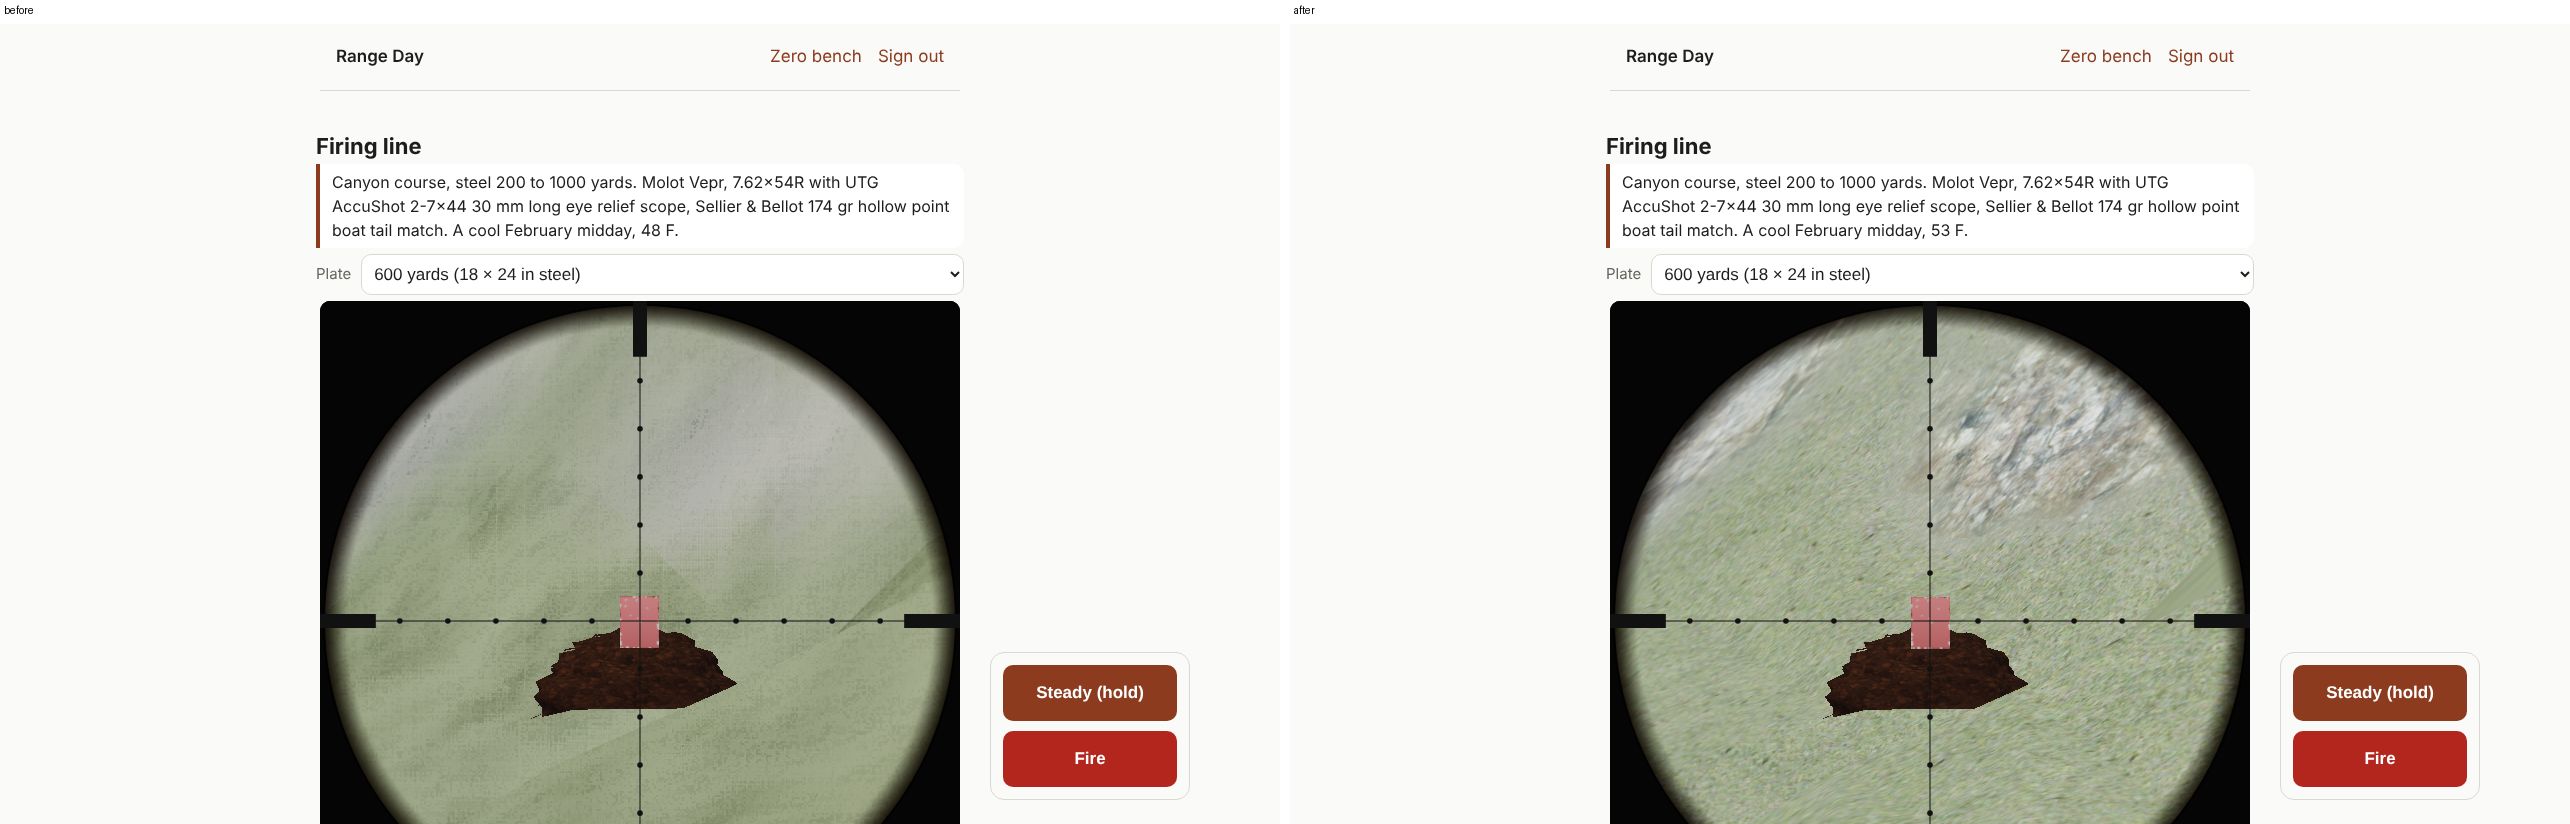 before
Range Day Zero bench Sign out
Firing line
Canyon course, steel 200 to 1000 yards. Molot Vepr, 7.62×54R with UTG
AccuShot 2-7×44 30 mm long eye relief scope, Sellier & Bellot 174 gr hollow point
boat tail match. A cool February midday, 48 F.
Plate 600 yards (18 × 24 in steel)
Steady (hold)
Fire
after
Range Day Zero bench Sign out
Firing line
Canyon course, steel 200 to 1000 yards. Molot Vepr, 7.62×54R with UTG
AccuShot 2-7×44 30 mm long eye relief scope, Sellier & Bellot 174 gr hollow point
boat tail match. A cool February midday, 53 F.
Plate 600 yards (18 × 24 in steel)
Steady (hold)
Fire